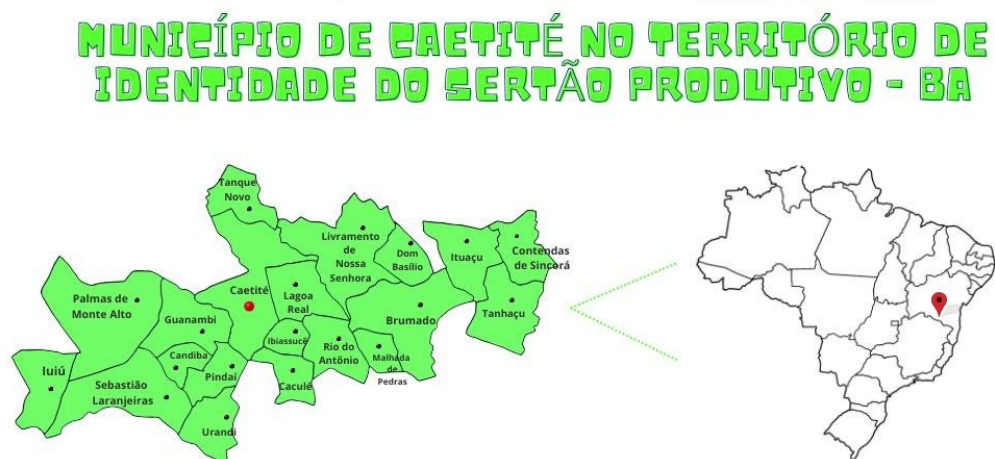 MUNICÍPIO DE CAETITÉ NO TERRITÓRIO DE
IDENTIDADE DO SERTÃO PRODUTIVO - BA
Tanque
Novo
Livramento
de
Nossa
Senhora
Dom
Basílio
Ituaçu
Contendas
de Sincorá
Palmas de
Monte Alto
Caetité
Lagoa
Real
Tanhaçu
Guanambi
Brumado
Ibiassucê
Rio do
Antônio
Malhada
de
Pedras
Candiba
Iuiú
Pindaí
Caculé
Sebastião
Laranjeiras
Urandi